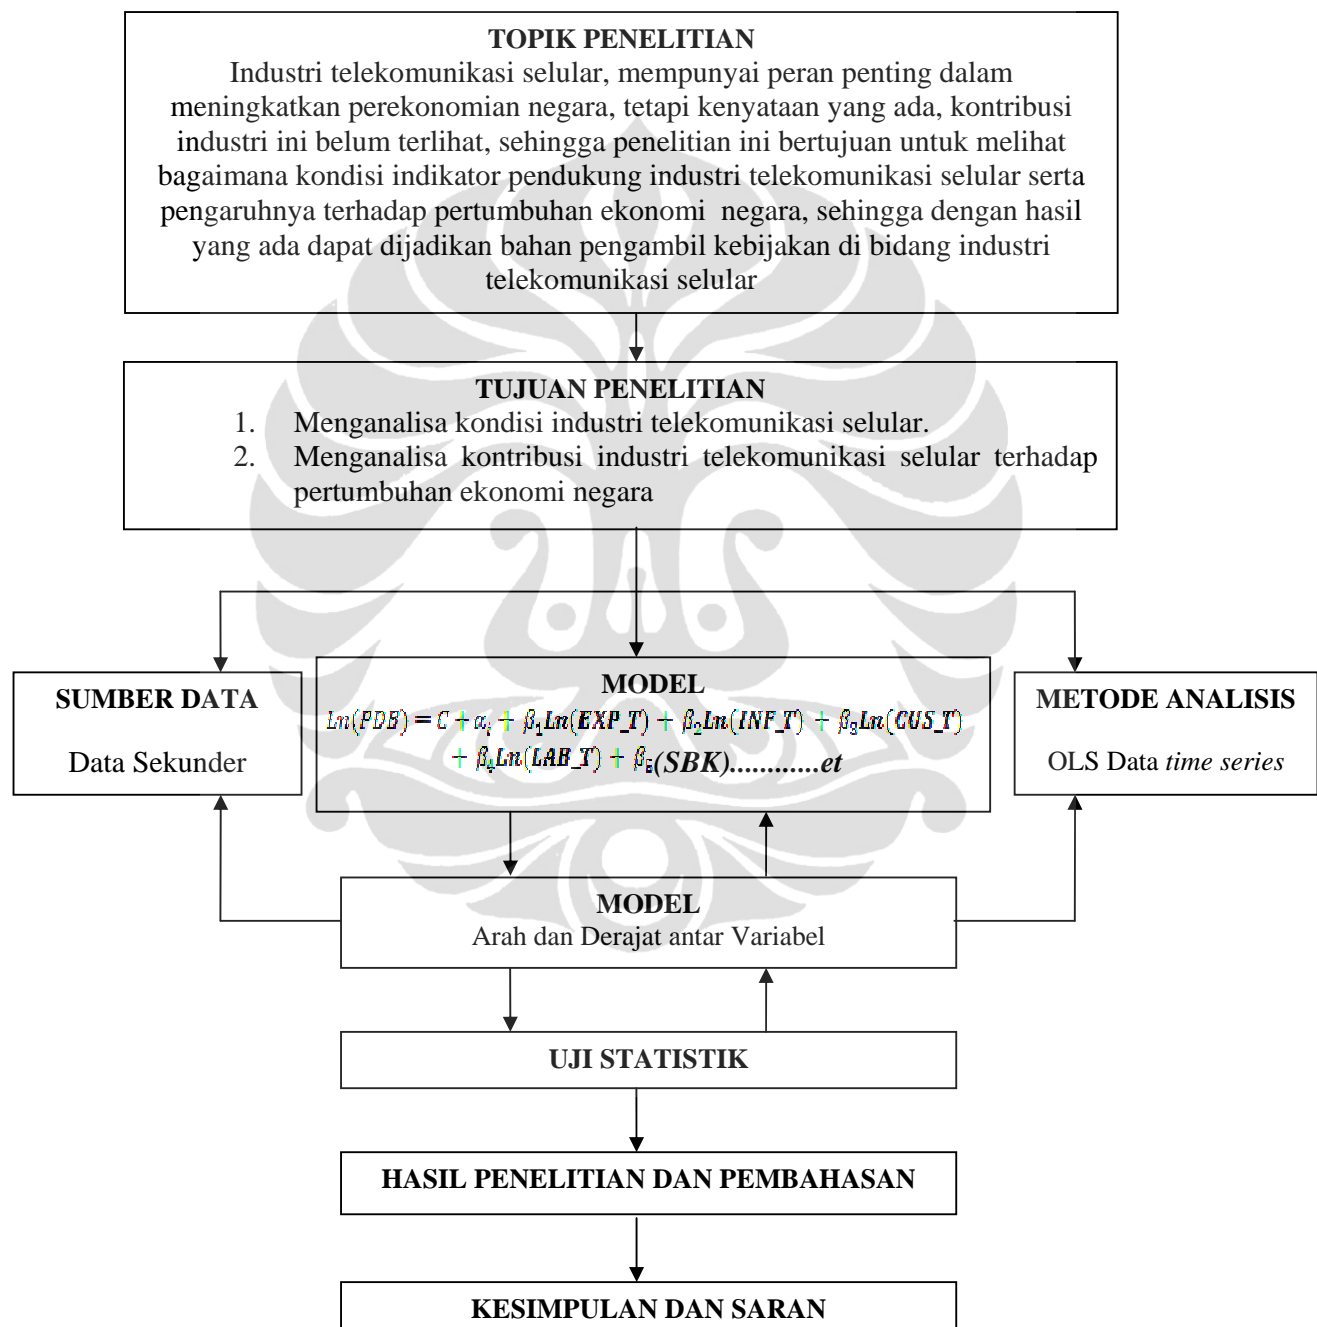 TOPIK PENELITIAN
Industri telekomunikasi selular, mempunyai peran penting dalam
meningkatkan perekonomian negara, tetapi kenyataan yang ada, kontribusi
industri ini belum terlihat, sehingga penelitian ini bertujuan untuk melihat
bagaimana kondisi indikator pendukung industri telekomunikasi selular serta
pengaruhnya terhadap pertumbuhan ekonomi negara, sehingga dengan hasil
yang ada dapat dijadikan bahan pengambil kebijakan di bidang industri
telekomunikasi selular
TUJUAN PENELITIAN
1. Menganalisa kondisi industri telekomunikasi selular.
2. Menganalisa kontribusi industri telekomunikasi selular terhadap
pertumbuhan ekonomi negara
SUMBER DATA
Data Sekunder
MODEL
Ln(PDB) = C + α_i + β₁Ln(EXP_T) + β₂Ln(INF_T) + β₃Ln(CUS_T)
+ β₄Ln(LAB_T) + β₅(SBK)............et
METODE ANALISIS
OLS Data time series
MODEL
Arah dan Derajat antar Variabel
UJI STATISTIK
HASIL PENELITIAN DAN PEMBAHASAN
KESIMPULAN DAN SARAN